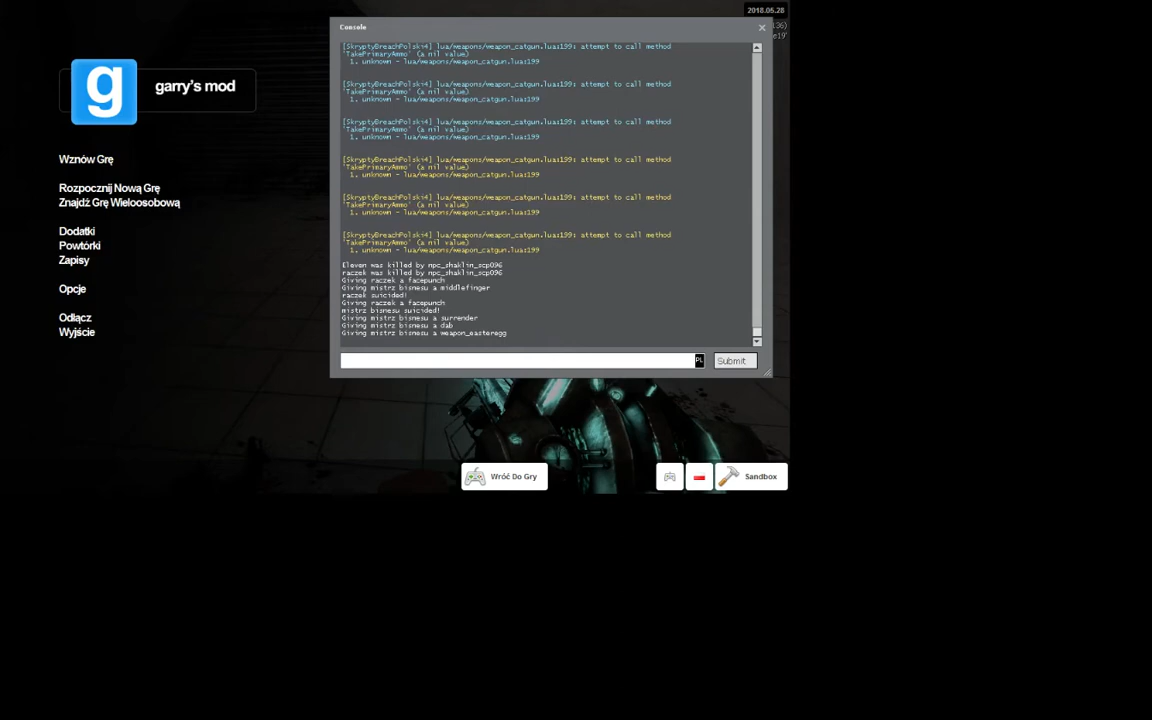 2018.05.28
Console
136)
e19'
g
garry's mod
[SkryptyBreachPolski4] lua/weapons/weapon_catgun.lua:199: attempt to call method
'TakePrimaryAmmo' (a nil value)
1. unknown - lua/weapons/weapon_catgun.lua:199
[SkryptyBreachPolski4] lua/weapons/weapon_catgun.lua:199: attempt to call method
'TakePrimaryAmmo' (a nil value)
1. unknown - lua/weapons/weapon_catgun.lua:199
[SkryptyBreachPolski4] lua/weapons/weapon_catgun.lua:199: attempt to call method
'TakePrimaryAmmo' (a nil value)
1. unknown - lua/weapons/weapon_catgun.lua:199
[SkryptyBreachPolski4] lua/weapons/weapon_catgun.lua:199: attempt to call method
'TakePrimaryAmmo' (a nil value)
1. unknown - lua/weapons/weapon_catgun.lua:199
[SkryptyBreachPolski4] lua/weapons/weapon_catgun.lua:199: attempt to call method
'TakePrimaryAmmo' (a nil value)
1. unknown - lua/weapons/weapon_catgun.lua:199
[SkryptyBreachPolski4] lua/weapons/weapon_catgun.lua:199: attempt to call method
'TakePrimaryAmmo' (a nil value)
1. unknown - lua/weapons/weapon_catgun.lua:199
Eleven was killed by npc_shaklin_scp096
raczek was killed by npc_shaklin_scp096
Giving raczek a facepunch
Giving mistrz bisnesu a middlefinger
raczek suicided!
Giving raczek a facepunch
mistrz bisnesu suicided!
Giving mistrz bisnesu a surrender
Giving mistrz bisnesu a dab
Giving mistrz bisnesu a weapon_easteregg
PL
Submit
Wznów Grę
Rozpocznij Nową Grę
Znajdź Grę Wieloosobową
Dodatki
Powtórki
Zapisy
Opcje
Odłącz
Wyjście
Wróć Do Gry
Sandbox